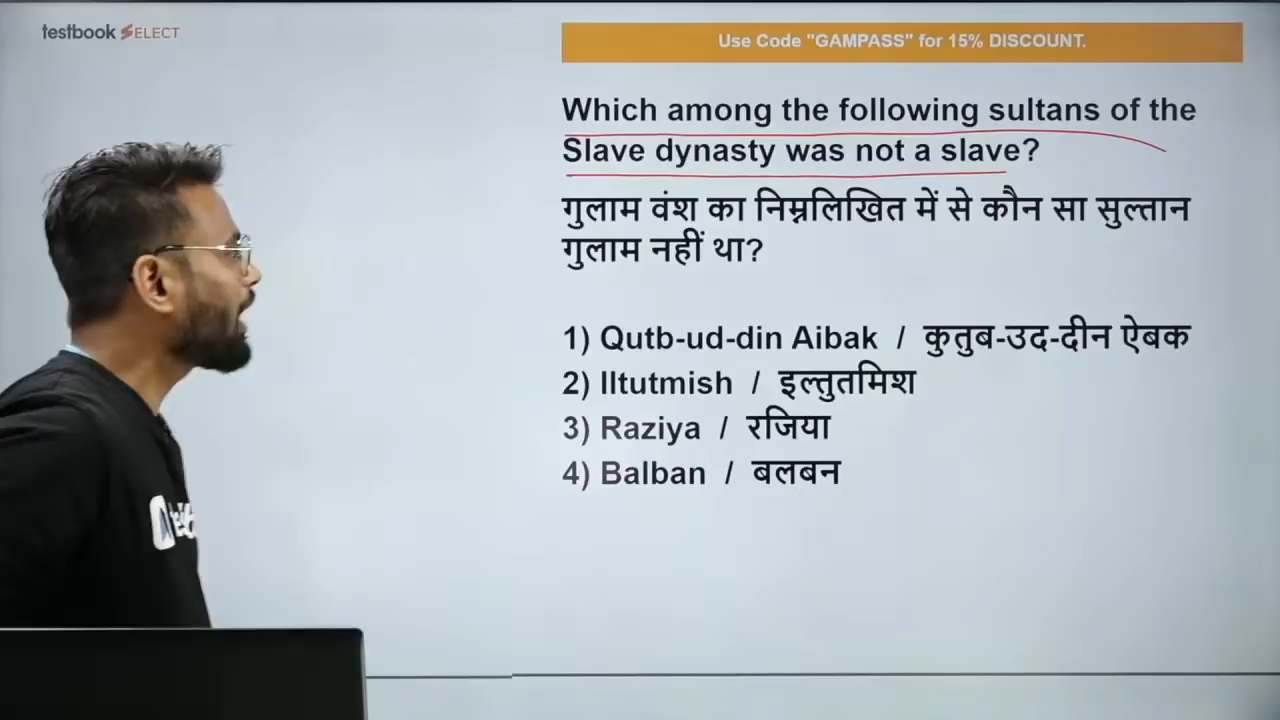 testbook SELECT
Use Code "GAMPASS" for 15% DISCOUNT.
Which among the following sultans of the
Slave dynasty was not a slave?
गुलाम वंश का निम्नलिखित में से कौन सा सुल्तान
गुलाम नहीं था?
1) Qutb-ud-din Aibak / कुतुब-उद-दीन ऐबक
2) Iltutmish / इल्तुतमिश
3) Raziya / रजिया
4) Balban / बलबन